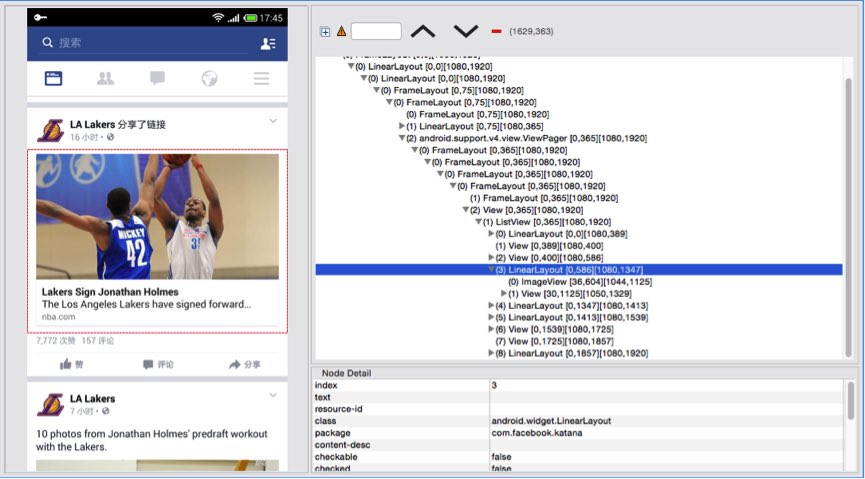 17:45
搜索
LA Lakers 分享了链接
16 小时 ·
MICKEY
42
3
Lakers Sign Jonathan Holmes
The Los Angeles Lakers have signed forward...
nba.com
7,772 次赞 157 评论
赞 评论 分享
LA Lakers
7 小时 ·
10 photos from Jonathan Holmes' predraft workout
with the Lakers.
(1629,363)
(0) FrameLayout [0,0][1080,1920]
(0) LinearLayout [0,0][1080,1920]
(0) LinearLayout [0,0][1080,1920]
(0) FrameLayout [0,75][1080,1920]
(0) FrameLayout [0,75][1080,1920]
(0) FrameLayout [0,75][1080,1920]
(1) LinearLayout [0,75][1080,365]
(2) android.support.v4.view.ViewPager [0,365][1080,1920]
(0) FrameLayout [0,365][1080,1920]
(0) FrameLayout [0,365][1080,1920]
(0) FrameLayout [0,365][1080,1920]
(0) FrameLayout [0,365][1080,1920]
(1) FrameLayout [0,365][1080,1920]
(2) View [0,365][1080,1920]
(1) ListView [0,365][1080,1920]
(0) LinearLayout [0,0][1080,389]
(1) View [0,389][1080,400]
(2) View [0,400][1080,586]
(3) LinearLayout [0,586][1080,1347]
(0) ImageView [36,604][1044,1125]
(1) View [30,1125][1050,1329]
(4) LinearLayout [0,1347][1080,1413]
(5) LinearLayout [0,1413][1080,1539]
(6) View [0,1539][1080,1725]
(7) View [0,1725][1080,1857]
(8) LinearLayout [0,1857][1080,1920]
Node Detail
index 3
text
resource-id
class android.widget.LinearLayout
package com.facebook.katana
content-desc
checkable false
checked false